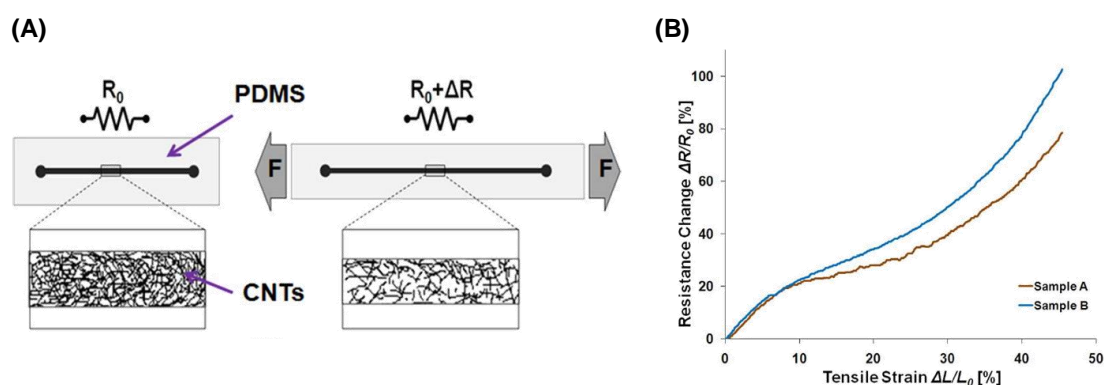 (A)
R₀
PDMS
R₀+ΔR
F
F
CNTs
(B)
Resistance Change ΔR/R₀ [%]
100
80
60
40
20
0
0
10
20
30
40
50
Tensile Strain ΔL/L₀ [%]
Sample A
Sample B